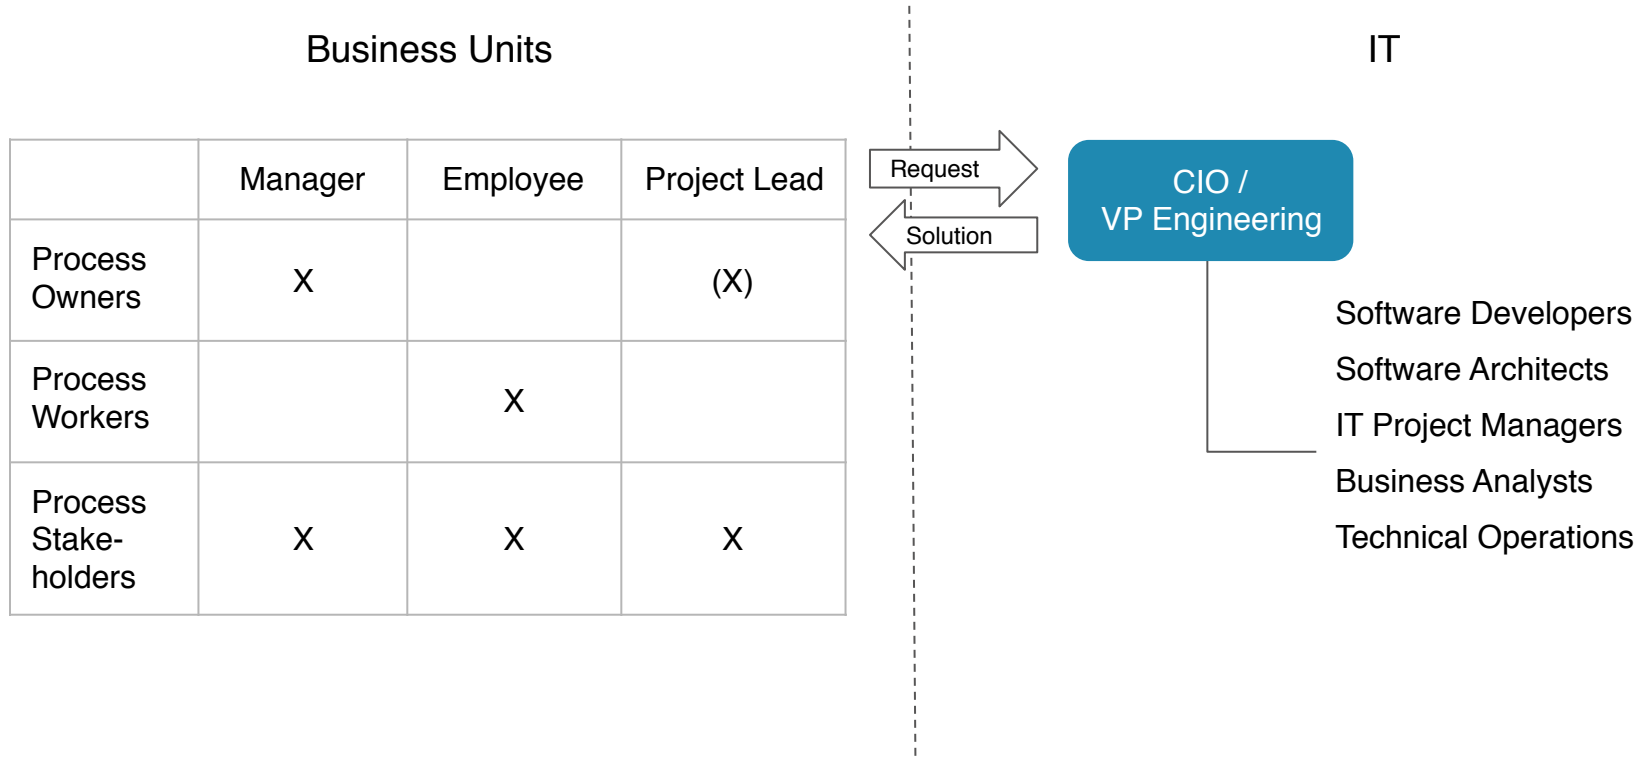 Business Units
IT
Manager
Employee
Project Lead
Process
Owners
X
(X)
Process
Workers
X
Process
Stake-
holders
X
X
X
Request
Solution
CIO /
VP Engineering
Software Developers
Software Architects
IT Project Managers
Business Analysts
Technical Operations